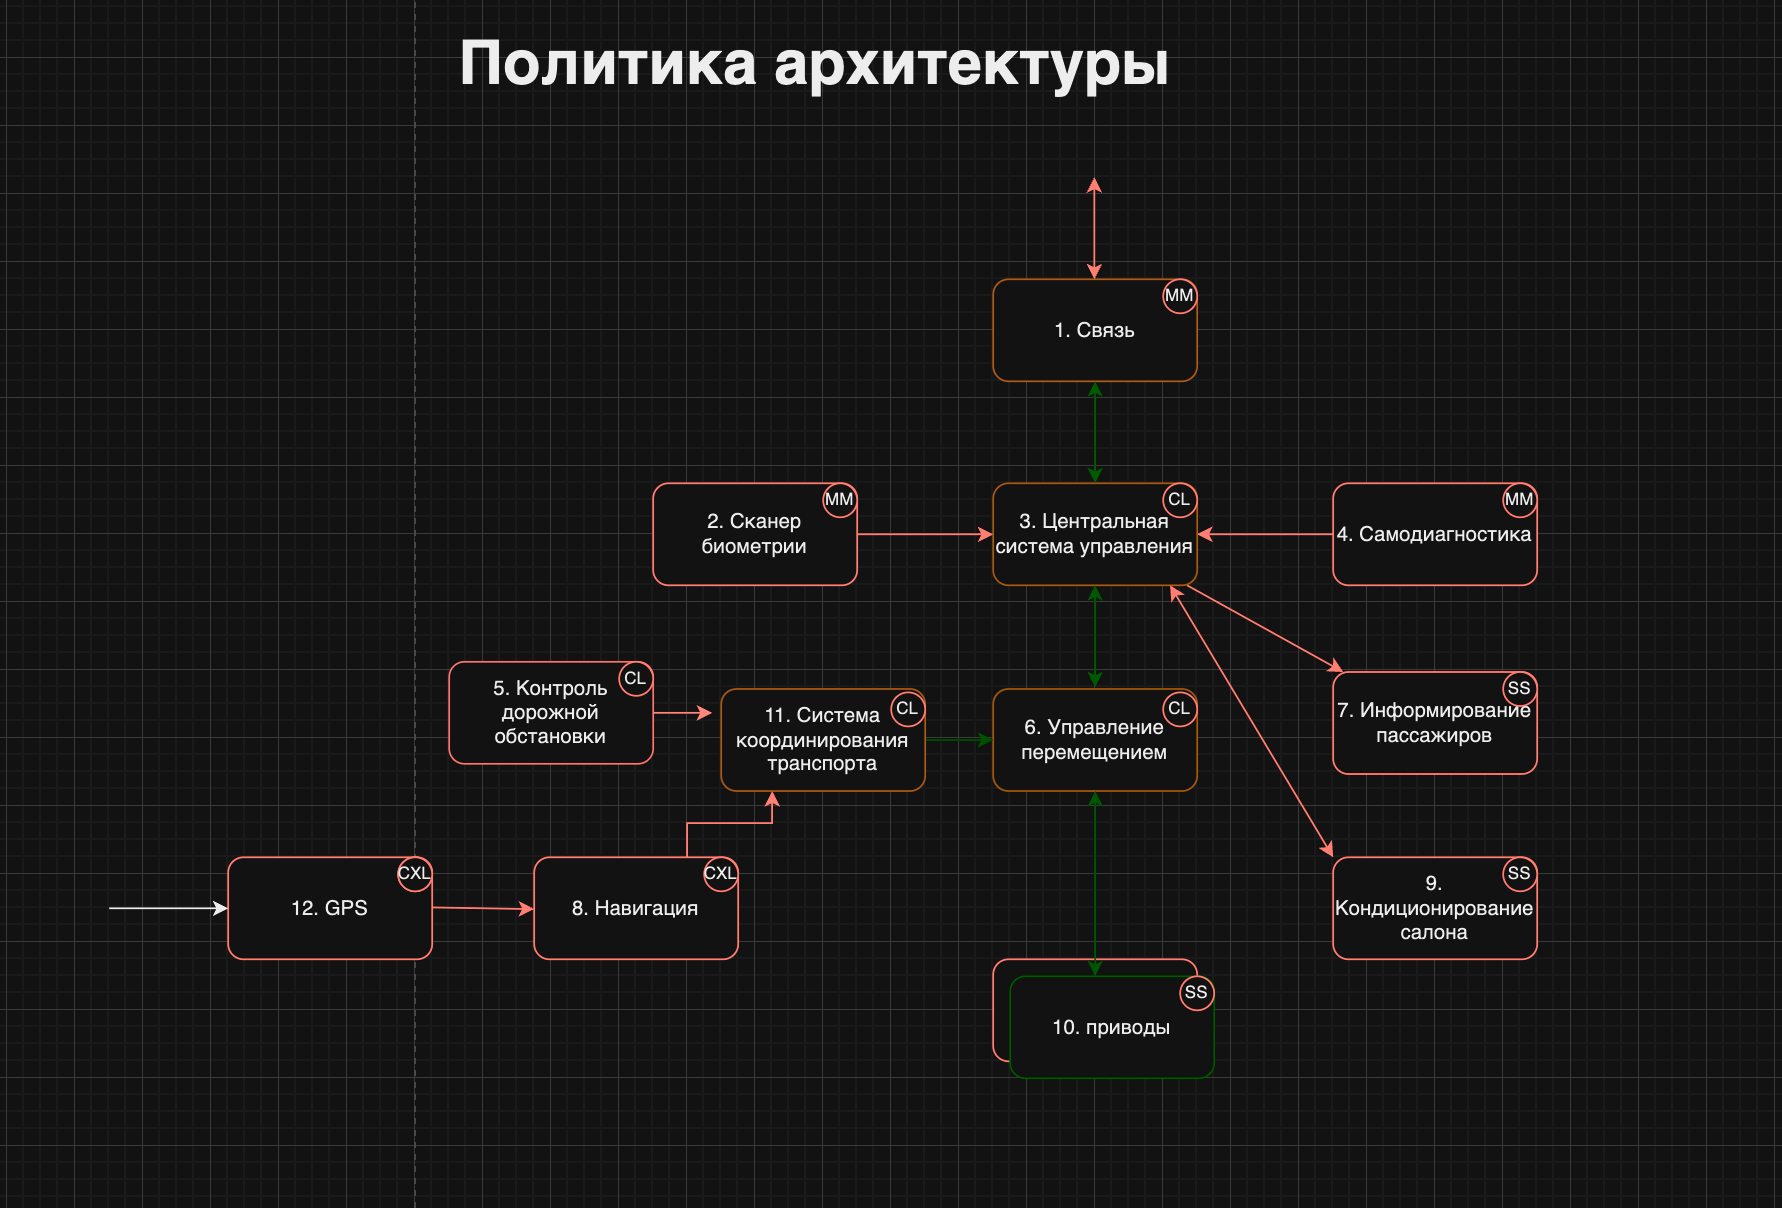 Политика архитектуры
MM
1. Связь
MM
2. Сканер
биометрии
CL
3. Центральная
система управления
MM
4. Самодиагностика
CL
5. Контроль
дорожной
обстановки
CL
11. Система
координирования
транспорта
CL
6. Управление
перемещением
SS
7. Информирование
пассажиров
CXL
12. GPS
CXL
8. Навигация
SS
9.
Кондиционирование
салона
SS
10. приводы